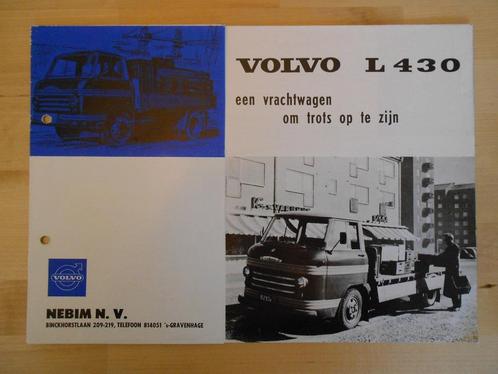 VOLVO L430
een vrachtwagen
om trots op te zijn
VOLVO
NEBIM N. V.
BINCKHORSTLAAN 209-219, TELEFOON 814051 's-GRAVENHAGE